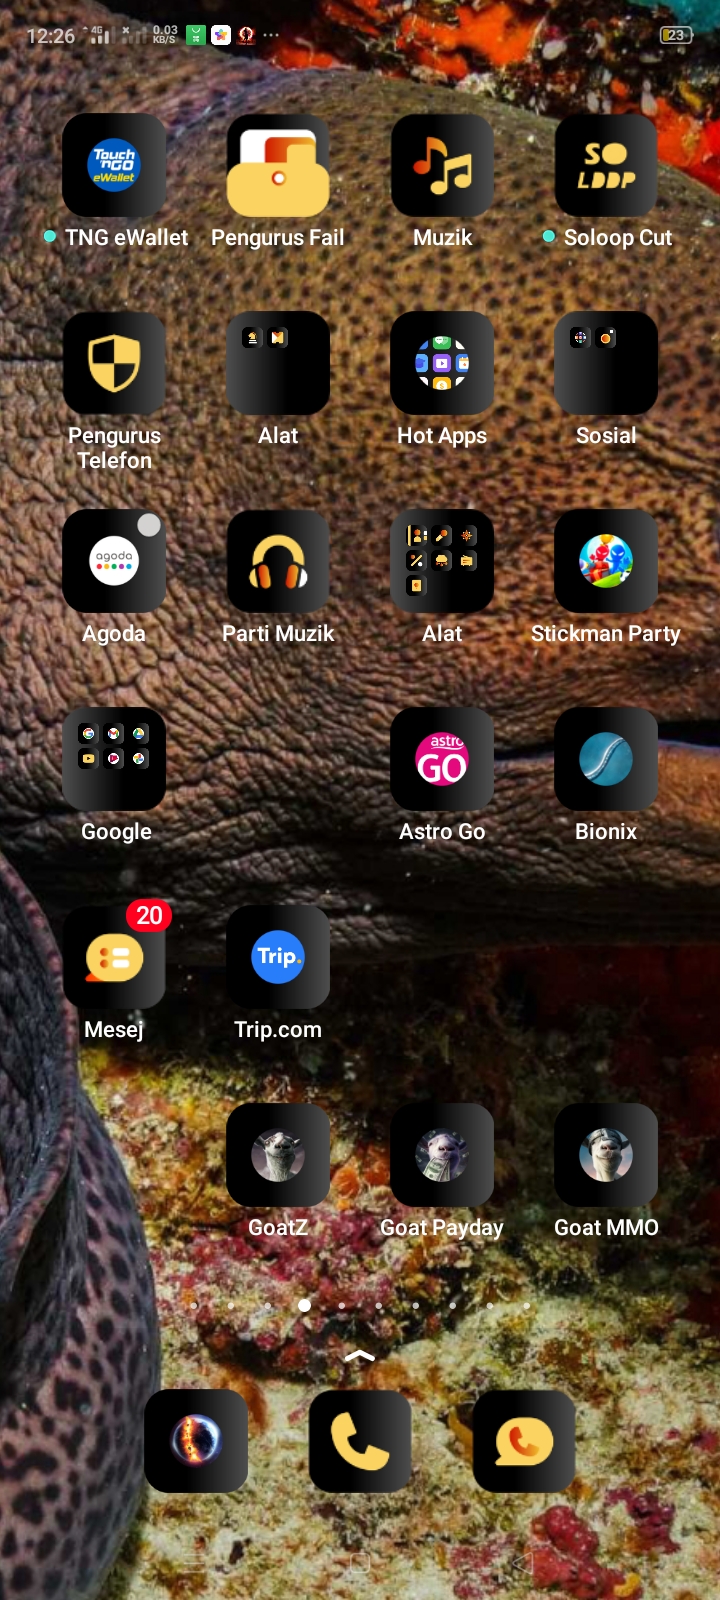 12:26 4G 0.03 KB/S 23
Touch 'nGO eWallet
SO LOOP
TNG eWallet Pengurus Fail Muzik Soloop Cut
Pengurus Telefon Alat Hot Apps Sosial
agoda
Agoda Parti Muzik Alat Stickman Party
astro GO
Google Astro Go Bionix
20
Trip.
Mesej Trip.com
GoatZ Goat Payday Goat MMO